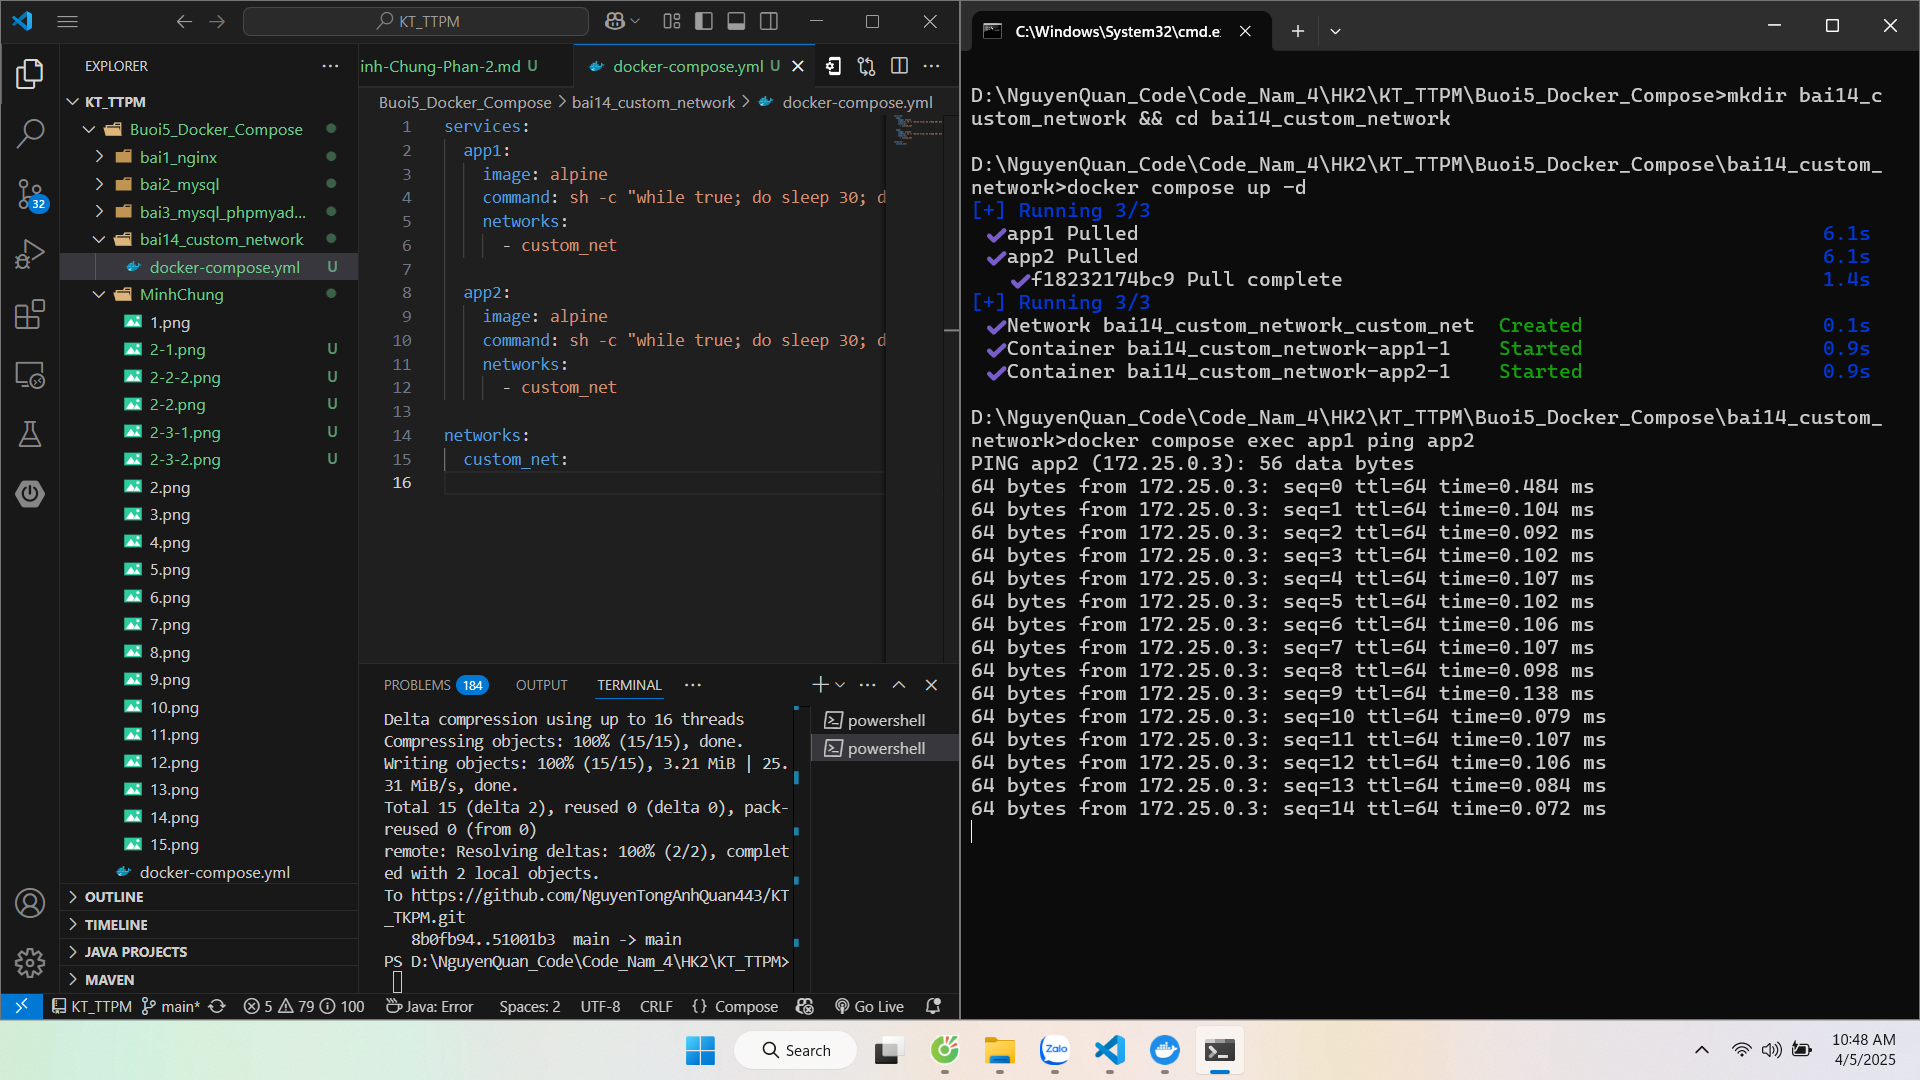 KT_TTPM
EXPLORER
KT_TTPM
Buoi5_Docker_Compose
bai1_nginx
bai2_mysql
bai3_mysql_phpmyad...
bai14_custom_network
docker-compose.yml U
MinhChung
1.png
2-1.png U
2-2-2.png U
2-2.png U
2-3-1.png U
2-3-2.png U
2.png
3.png
4.png
5.png
6.png
7.png
8.png
9.png
10.png
11.png
12.png
13.png
14.png
15.png
docker-compose.yml
OUTLINE
TIMELINE
JAVA PROJECTS
MAVEN
32
inh-Chung-Phan-2.md U
docker-compose.yml U
Buoi5_Docker_Compose > bai14_custom_network > docker-compose.yml
1 services:
2 app1:
3 image: alpine
4 command: sh -c "while true; do sleep 30; d
5 networks:
6 - custom_net
7
8 app2:
9 image: alpine
10 command: sh -c "while true; do sleep 30; d
11 networks:
12 - custom_net
13
14 networks:
15 custom_net:
16
PROBLEMS 184 OUTPUT TERMINAL
Delta compression using up to 16 threads
Compressing objects: 100% (15/15), done.
Writing objects: 100% (15/15), 3.21 MiB | 25.
31 MiB/s, done.
Total 15 (delta 2), reused 0 (delta 0), pack-
reused 0 (from 0)
remote: Resolving deltas: 100% (2/2), complet
ed with 2 local objects.
To https://github.com/NguyenTongAnhQuan443/KT
_TKPM.git
8b0fb94..51001b3 main -> main
PS D:\NguyenQuan_Code\Code_Nam_4\HK2\KT_TTPM>
powershell
powershell
KT_TTPM main* 5 79 100 Java: Error Spaces: 2 UTF-8 CRLF {} Compose Go Live
C:\Windows\System32\cmd.e
D:\NguyenQuan_Code\Code_Nam_4\HK2\KT_TTPM\Buoi5_Docker_Compose>mkdir bai14_c
ustom_network && cd bai14_custom_network
D:\NguyenQuan_Code\Code_Nam_4\HK2\KT_TTPM\Buoi5_Docker_Compose\bai14_custom_
network>docker compose up -d
[+] Running 3/3
✔app1 Pulled 6.1s
✔app2 Pulled 6.1s
✔f18232174bc9 Pull complete 1.4s
[+] Running 3/3
✔Network bai14_custom_network_custom_net Created 0.1s
✔Container bai14_custom_network-app1-1 Started 0.9s
✔Container bai14_custom_network-app2-1 Started 0.9s
D:\NguyenQuan_Code\Code_Nam_4\HK2\KT_TTPM\Buoi5_Docker_Compose\bai14_custom_
network>docker compose exec app1 ping app2
PING app2 (172.25.0.3): 56 data bytes
64 bytes from 172.25.0.3: seq=0 ttl=64 time=0.484 ms
64 bytes from 172.25.0.3: seq=1 ttl=64 time=0.104 ms
64 bytes from 172.25.0.3: seq=2 ttl=64 time=0.092 ms
64 bytes from 172.25.0.3: seq=3 ttl=64 time=0.102 ms
64 bytes from 172.25.0.3: seq=4 ttl=64 time=0.107 ms
64 bytes from 172.25.0.3: seq=5 ttl=64 time=0.102 ms
64 bytes from 172.25.0.3: seq=6 ttl=64 time=0.106 ms
64 bytes from 172.25.0.3: seq=7 ttl=64 time=0.107 ms
64 bytes from 172.25.0.3: seq=8 ttl=64 time=0.098 ms
64 bytes from 172.25.0.3: seq=9 ttl=64 time=0.138 ms
64 bytes from 172.25.0.3: seq=10 ttl=64 time=0.079 ms
64 bytes from 172.25.0.3: seq=11 ttl=64 time=0.107 ms
64 bytes from 172.25.0.3: seq=12 ttl=64 time=0.106 ms
64 bytes from 172.25.0.3: seq=13 ttl=64 time=0.084 ms
64 bytes from 172.25.0.3: seq=14 ttl=64 time=0.072 ms
Search
Zalo
10:48 AM
4/5/2025